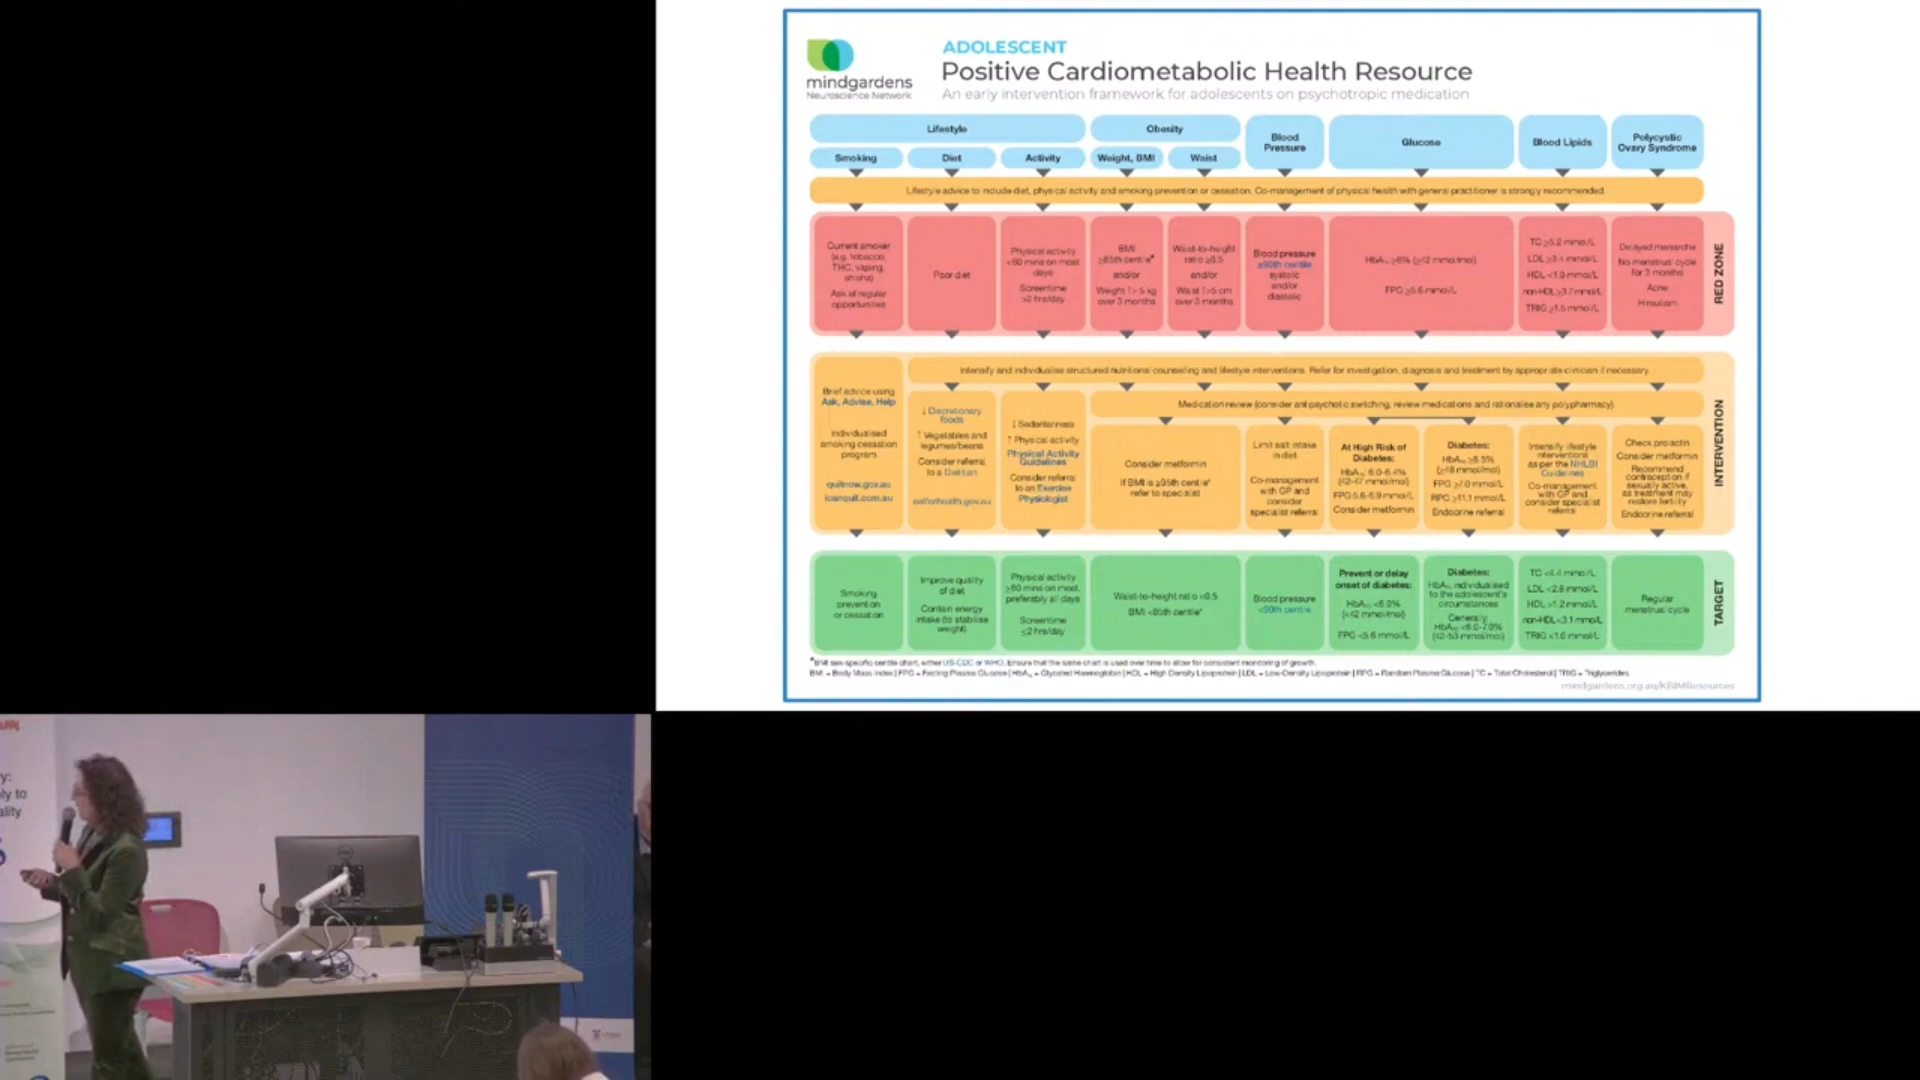 mindgardens
Neuroscience Network
ADOLESCENT
Positive Cardiometabolic Health Resource
An early intervention framework for adolescents on psychotropic medication
Lifestyle
Obesity
Blood
Pressure
Glucose
Blood Lipids
Polycystic
Ovary Syndrome
Smoking
Diet
Activity
Weight, BMI
Waist
Lifestyle advice to include diet, physical activity and smoking prevention or cessation. Co-management of physical health with general practitioner is strongly recommended.
Current smoker
(e.g. tobacco,
THC, vaping,
shisha)
Ask at regular
opportunities
Poor diet
Physical activity
<60 mins on most
days
Screentime
>2 hrs/day
BMI
≥85th centile*
and/or
Weight ↑>5 kg
over 3 months
Waist-to-height
ratio ≥0.5
and/or
Waist ↑>5 cm
over 3 months
Blood pressure
≥90th centile
systolic
and/or
diastolic
HbA₁c ≥6% (≥42 mmol/mol)
FPG ≥5.6 mmol/L
TC ≥5.2 mmol/L
LDL ≥3.4 mmol/L
HDL <1.0 mmol/L
non-HDL ≥3.7 mmol/L
TRIG ≥1.5 mmol/L
Delayed menarche
No menstrual cycle
for 3 months
Acne
Hirsutism
RED ZONE
Brief advice using
Ask, Advise, Help
Individualised
smoking cessation
program
quitnow.gov.au
icanquit.com.au
Intensify and individualise structured nutritional counseling and lifestyle interventions. Refer for investigation, diagnosis and treatment by appropriate clinician if necessary.
↓ Discretionary
foods
↑ Vegetables and
legumes/beans
Consider referral
to a Dietitian
eatforhealth.gov.au
↓ Sedentariness
↑ Physical activity
Physical Activity
Guidelines
Consider referral
to an Exercise
Physiologist
Medication review (consider antipsychotic switching; review medications and rationalise any polypharmacy).
Consider metformin
If BMI is ≥95th centile*
refer to specialist
Limit salt intake
in diet
Co-management
with GP and
consider
specialist referral
At High Risk of
Diabetes:
HbA₁c 6.0-6.4%
(42-47 mmol/mol)
FPG 5.6-6.9 mmol/L
Consider metformin
Diabetes:
HbA₁c ≥6.5%
(≥48 mmol/mol)
FPG ≥7.0 mmol/L
RPG ≥11.1 mmol/L
Endocrine referral
Intensify lifestyle
interventions
as per the NHLBI
Guidelines
Co-management
with GP and
consider specialist
referral
Check prolactin
Consider metformin
Recommend
contraception if
sexually active,
as treatment may
restore fertility
Endocrine referral
INTERVENTION
Smoking
prevention
or cessation
Improve quality
of diet
Contain energy
intake (to stabilise
weight)
Physical activity
≥60 mins on most,
preferably all days
Screentime
≤2 hrs/day
Waist-to-height ratio <0.5
BMI <85th centile*
Blood pressure
<90th centile
Prevent or delay
onset of diabetes:
HbA₁c <6.0%
(<42 mmol/mol)
FPG <5.6 mmol/L
Diabetes:
HbA₁c individualised
to the adolescent's
circumstances
Generally:
HbA₁c <6.0-7.0%
(42-53 mmol/mol)
TC <4.4 mmol/L
LDL <2.8 mmol/L
HDL >1.2 mmol/L
non-HDL <3.1 mmol/L
TRIG <1.0 mmol/L
Regular
menstrual cycle
TARGET
*BMI sex-specific centile chart, either US-CDC or WHO. Ensure that the same chart is used over time to allow for consistent monitoring of growth.
BMI = Body Mass Index | FPG = Fasting Plasma Glucose | HbA₁c = Glycated Haemoglobin | HDL = High Density Lipoprotein | LDL = Low-Density Lipoprotein | RPG = Random Plasma Glucose | TC = Total Cholesterol | TRIG = Triglycerides
mindgardens.org.au/KBIMResources
y:
ly to
ality